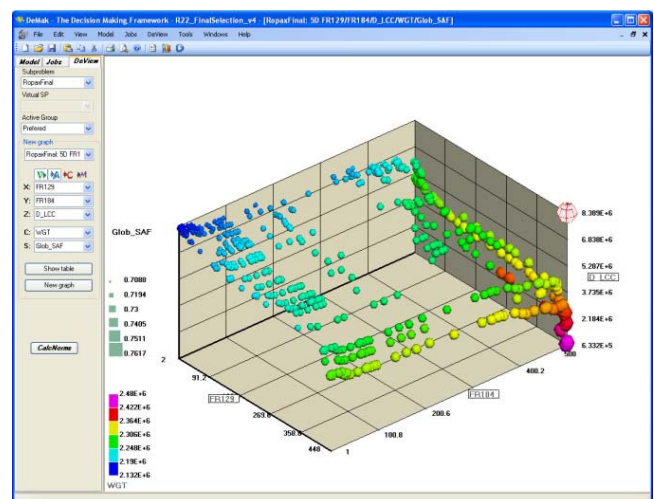 DeMak - The Decision Making Framework - R22_FinalSelection_v4 - [RopaxFinal: 5D FR129/FR184/D_LCC/WGT/Glob_SAF]
File Edit View Model Jobs DeView Tools Windows Help
Model Jobs DeView
Subproblem
RopaxFinal
Virtual SP
Active Group
Prefered
New graph
RopaxFinal: 5D FR1
X: FR129
Y: FR184
Z: D_LCC
C: WGT
S: Glob_SAF
Show table
New graph
CalcNorms
Glob_SAF
0.7088
0.7194
0.73
0.7405
0.7511
0.7617
2.48E+6
2.422E+6
2.364E+6
2.306E+6
2.248E+6
2.19E+6
2.132E+6
WGT
2
91.2
FR129
269.6
358.8
448
1
100.8
200.6
FR184
400.2
500
8.389E+6
6.838E+6
5.287E+6
D_LCC
3.735E+6
2.184E+6
6.332E+5